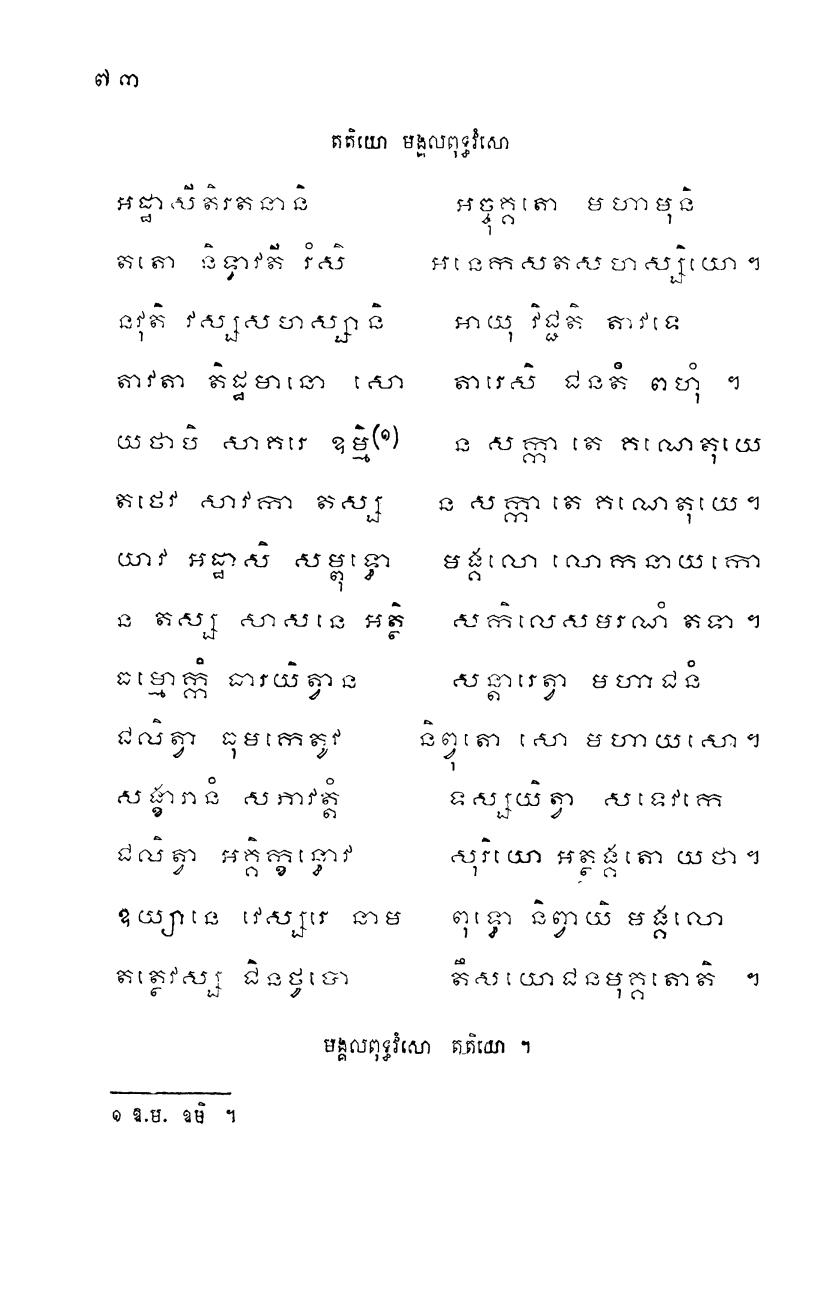 ៧៣
តតិយោ មង្គលពុទ្ធវំសោ
អដ្ឋាសីតិរតនានិ អច្ចុគ្គតោ មហាមុនិ
តតោ និទ្ធាវតី រំសិ អនេកសតសហស្សិយោ។
នវុតិ វស្សសហស្សានិ អាយុ វិជ្ជតិ តាវទេ
តាវតា តិដ្ឋមានោ សោ តារេសិ ជនតំ ពហុំ ។
យថាបិ សាគរេ ឧម្មិ(១) ន សក្កា តេ គណេតុយេ
តថេវ សាវកា តស្ស ន សក្កា តេ គណេតុយេ។
យាវ អដ្ឋាសិ សម្ពុទ្ធោ មង្គលោ លោកនាយកោ
ន តស្ស សាសនេ អត្ថិ សកិលេសមរណំ តទា។
ធម្មោក្កំ ធារយិត្វាន សន្តារេត្វា មហាជនំ
ជលិត្វា ធុមកេតូវ និព្វុតោ សោ មហាយសោ។
សង្ខារានំ សភាវត្តំ ទស្សយិត្វា សទេវកេ
ជលិត្វា អគ្គិក្ខន្ធោវ សុរិយោ អត្ថង្គតោ យថា។
ឧយ្យានេ វេស្សរេ នាម ពុទ្ធោ និព្វាយិ មង្គលោ
តត្ថេវស្ស ជិនថូបោ តឹសយោជនមុគ្គតោតិ ។
មង្គលពុទ្ធវំសោ តតិយោ ។
១ ឱ.ម. ឧមិ ។